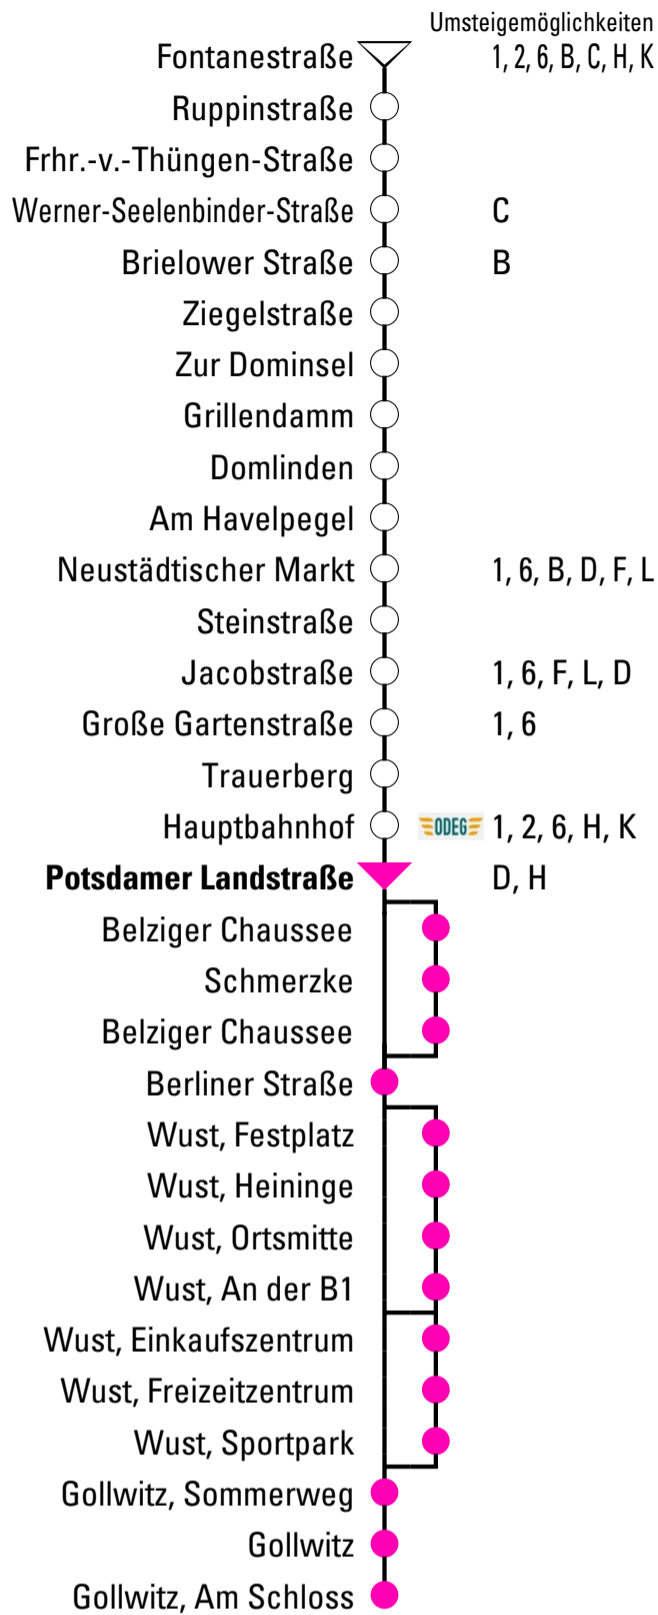 Umsteigemöglichkeiten
Fontanestraße 1, 2, 6, B, C, H, K
Ruppinstraße
Frhr.-v.-Thüngen-Straße
Werner-Seelenbinder-Straße C
Brielower Straße B
Ziegelstraße
Zur Dominsel
Grillendamm
Domlinden
Am Havelpegel
Neustädtischer Markt 1, 6, B, D, F, L
Steinstraße
Jacobstraße 1, 6, F, L, D
Große Gartenstraße 1, 6
Trauerberg
Hauptbahnhof ODEG 1, 2, 6, H, K
Potsdamer Landstraße D, H
Belziger Chaussee
Schmerzke
Belziger Chaussee
Berliner Straße
Wust, Festplatz
Wust, Heininge
Wust, Ortsmitte
Wust, An der B1
Wust, Einkaufszentrum
Wust, Freizeitzentrum
Wust, Sportpark
Gollwitz, Sommerweg
Gollwitz
Gollwitz, Am Schloss